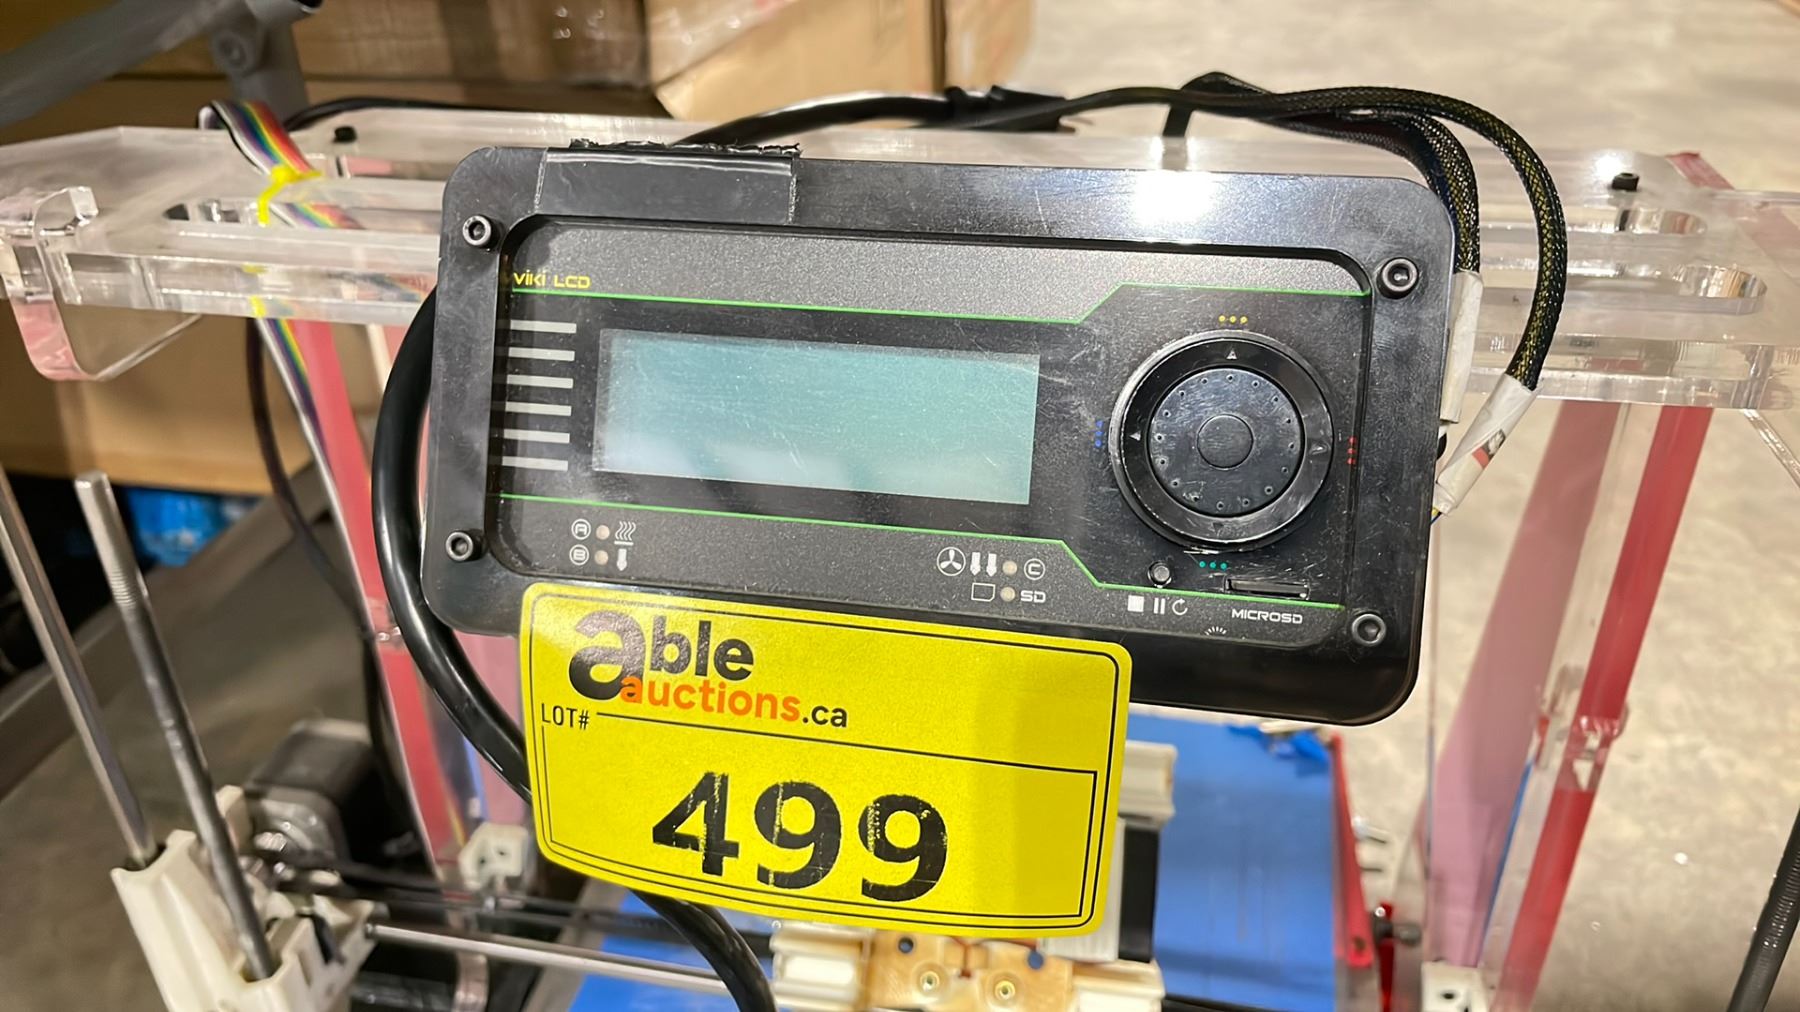 Viki LCD
A
B
C
SD
MICROSD
able
auctions.ca
LOT#
499